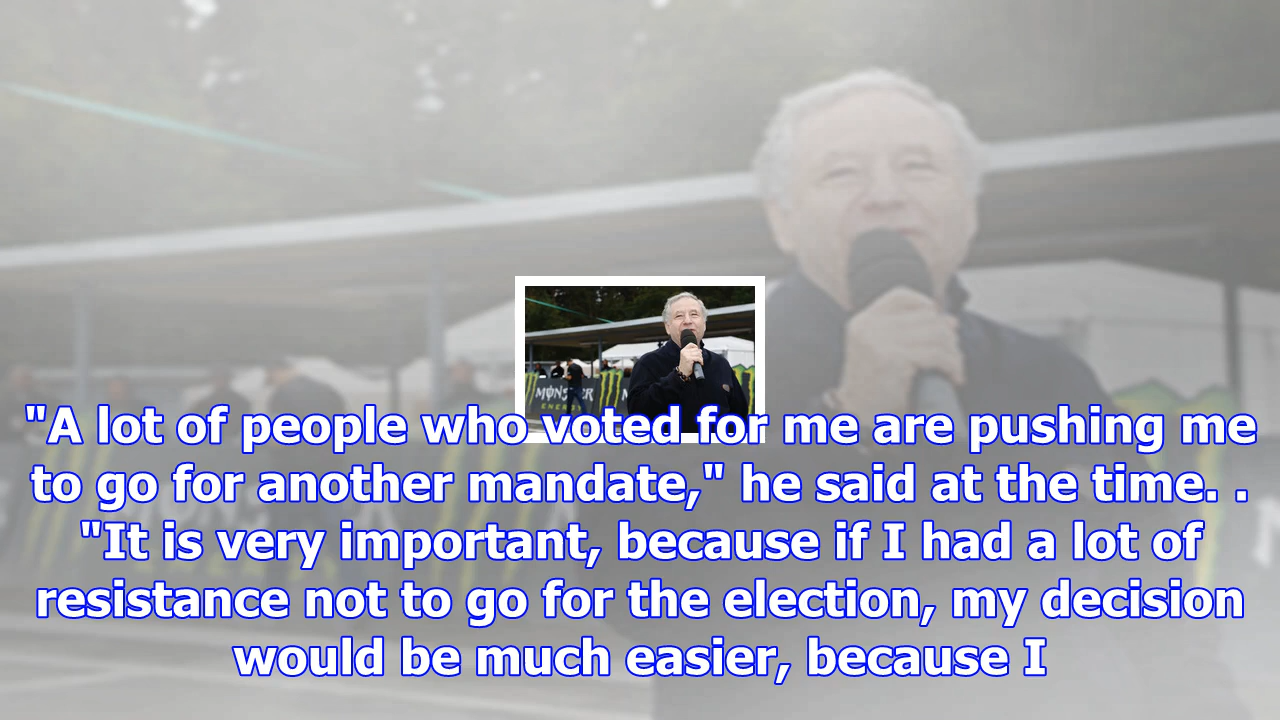 MONSTER
ENERGY
"A lot of people who voted for me are pushing me
to go for another mandate," he said at the time. .
"It is very important, because if I had a lot of
resistance not to go for the election, my decision
would be much easier, because I